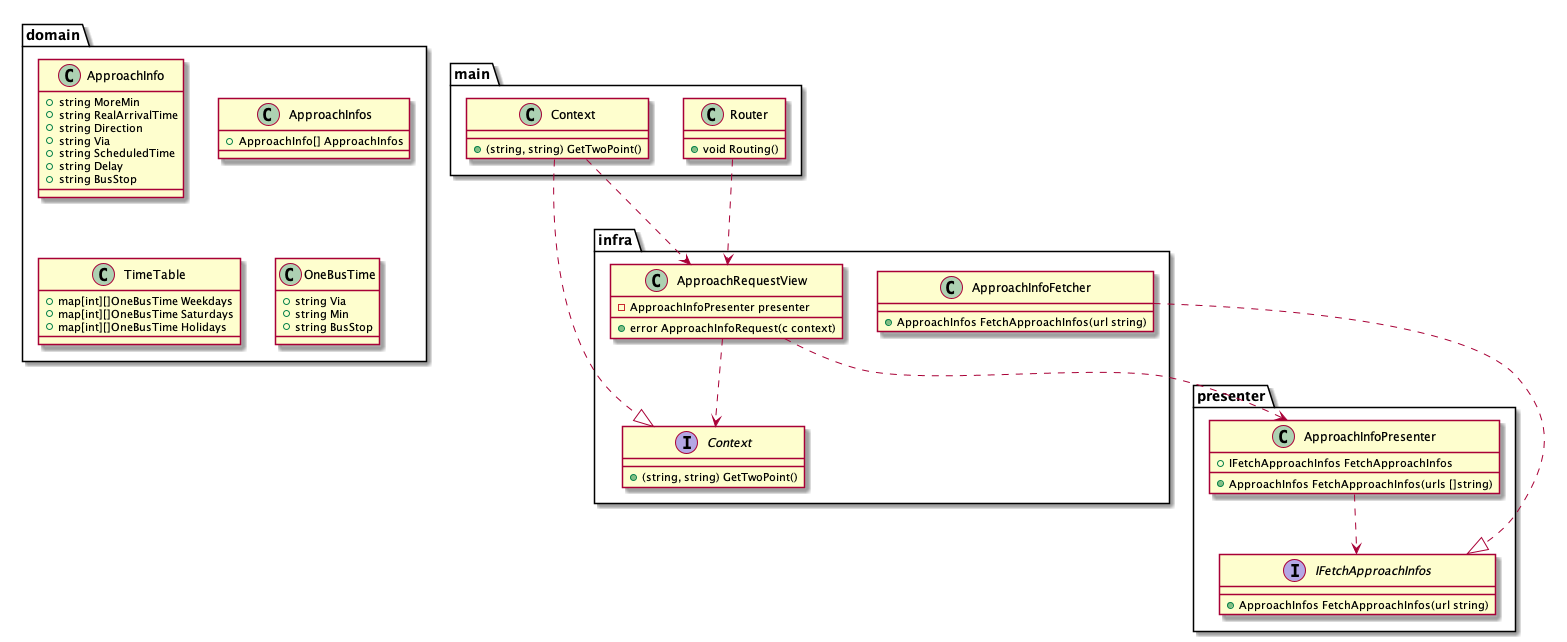 domain
C ApproachInfo
string MoreMin
string RealArrivalTime
string Direction
string Via
string ScheduledTime
string Delay
string BusStop
C ApproachInfos
ApproachInfo[] ApproachInfos
C TimeTable
map[int][]OneBusTime Weekdays
map[int][]OneBusTime Saturdays
map[int][]OneBusTime Holidays
C OneBusTime
string Via
string Min
string BusStop
main
C Context
(string, string) GetTwoPoint()
C Router
void Routing()
infra
C ApproachRequestView
ApproachInfoPresenter presenter
error ApproachInfoRequest(c context)
C ApproachInfoFetcher
ApproachInfos FetchApproachInfos(url string)
I Context
(string, string) GetTwoPoint()
presenter
C ApproachInfoPresenter
IFetchApproachInfos FetchApproachInfos
ApproachInfos FetchApproachInfos(urls []string)
I IFetchApproachInfos
ApproachInfos FetchApproachInfos(url string)